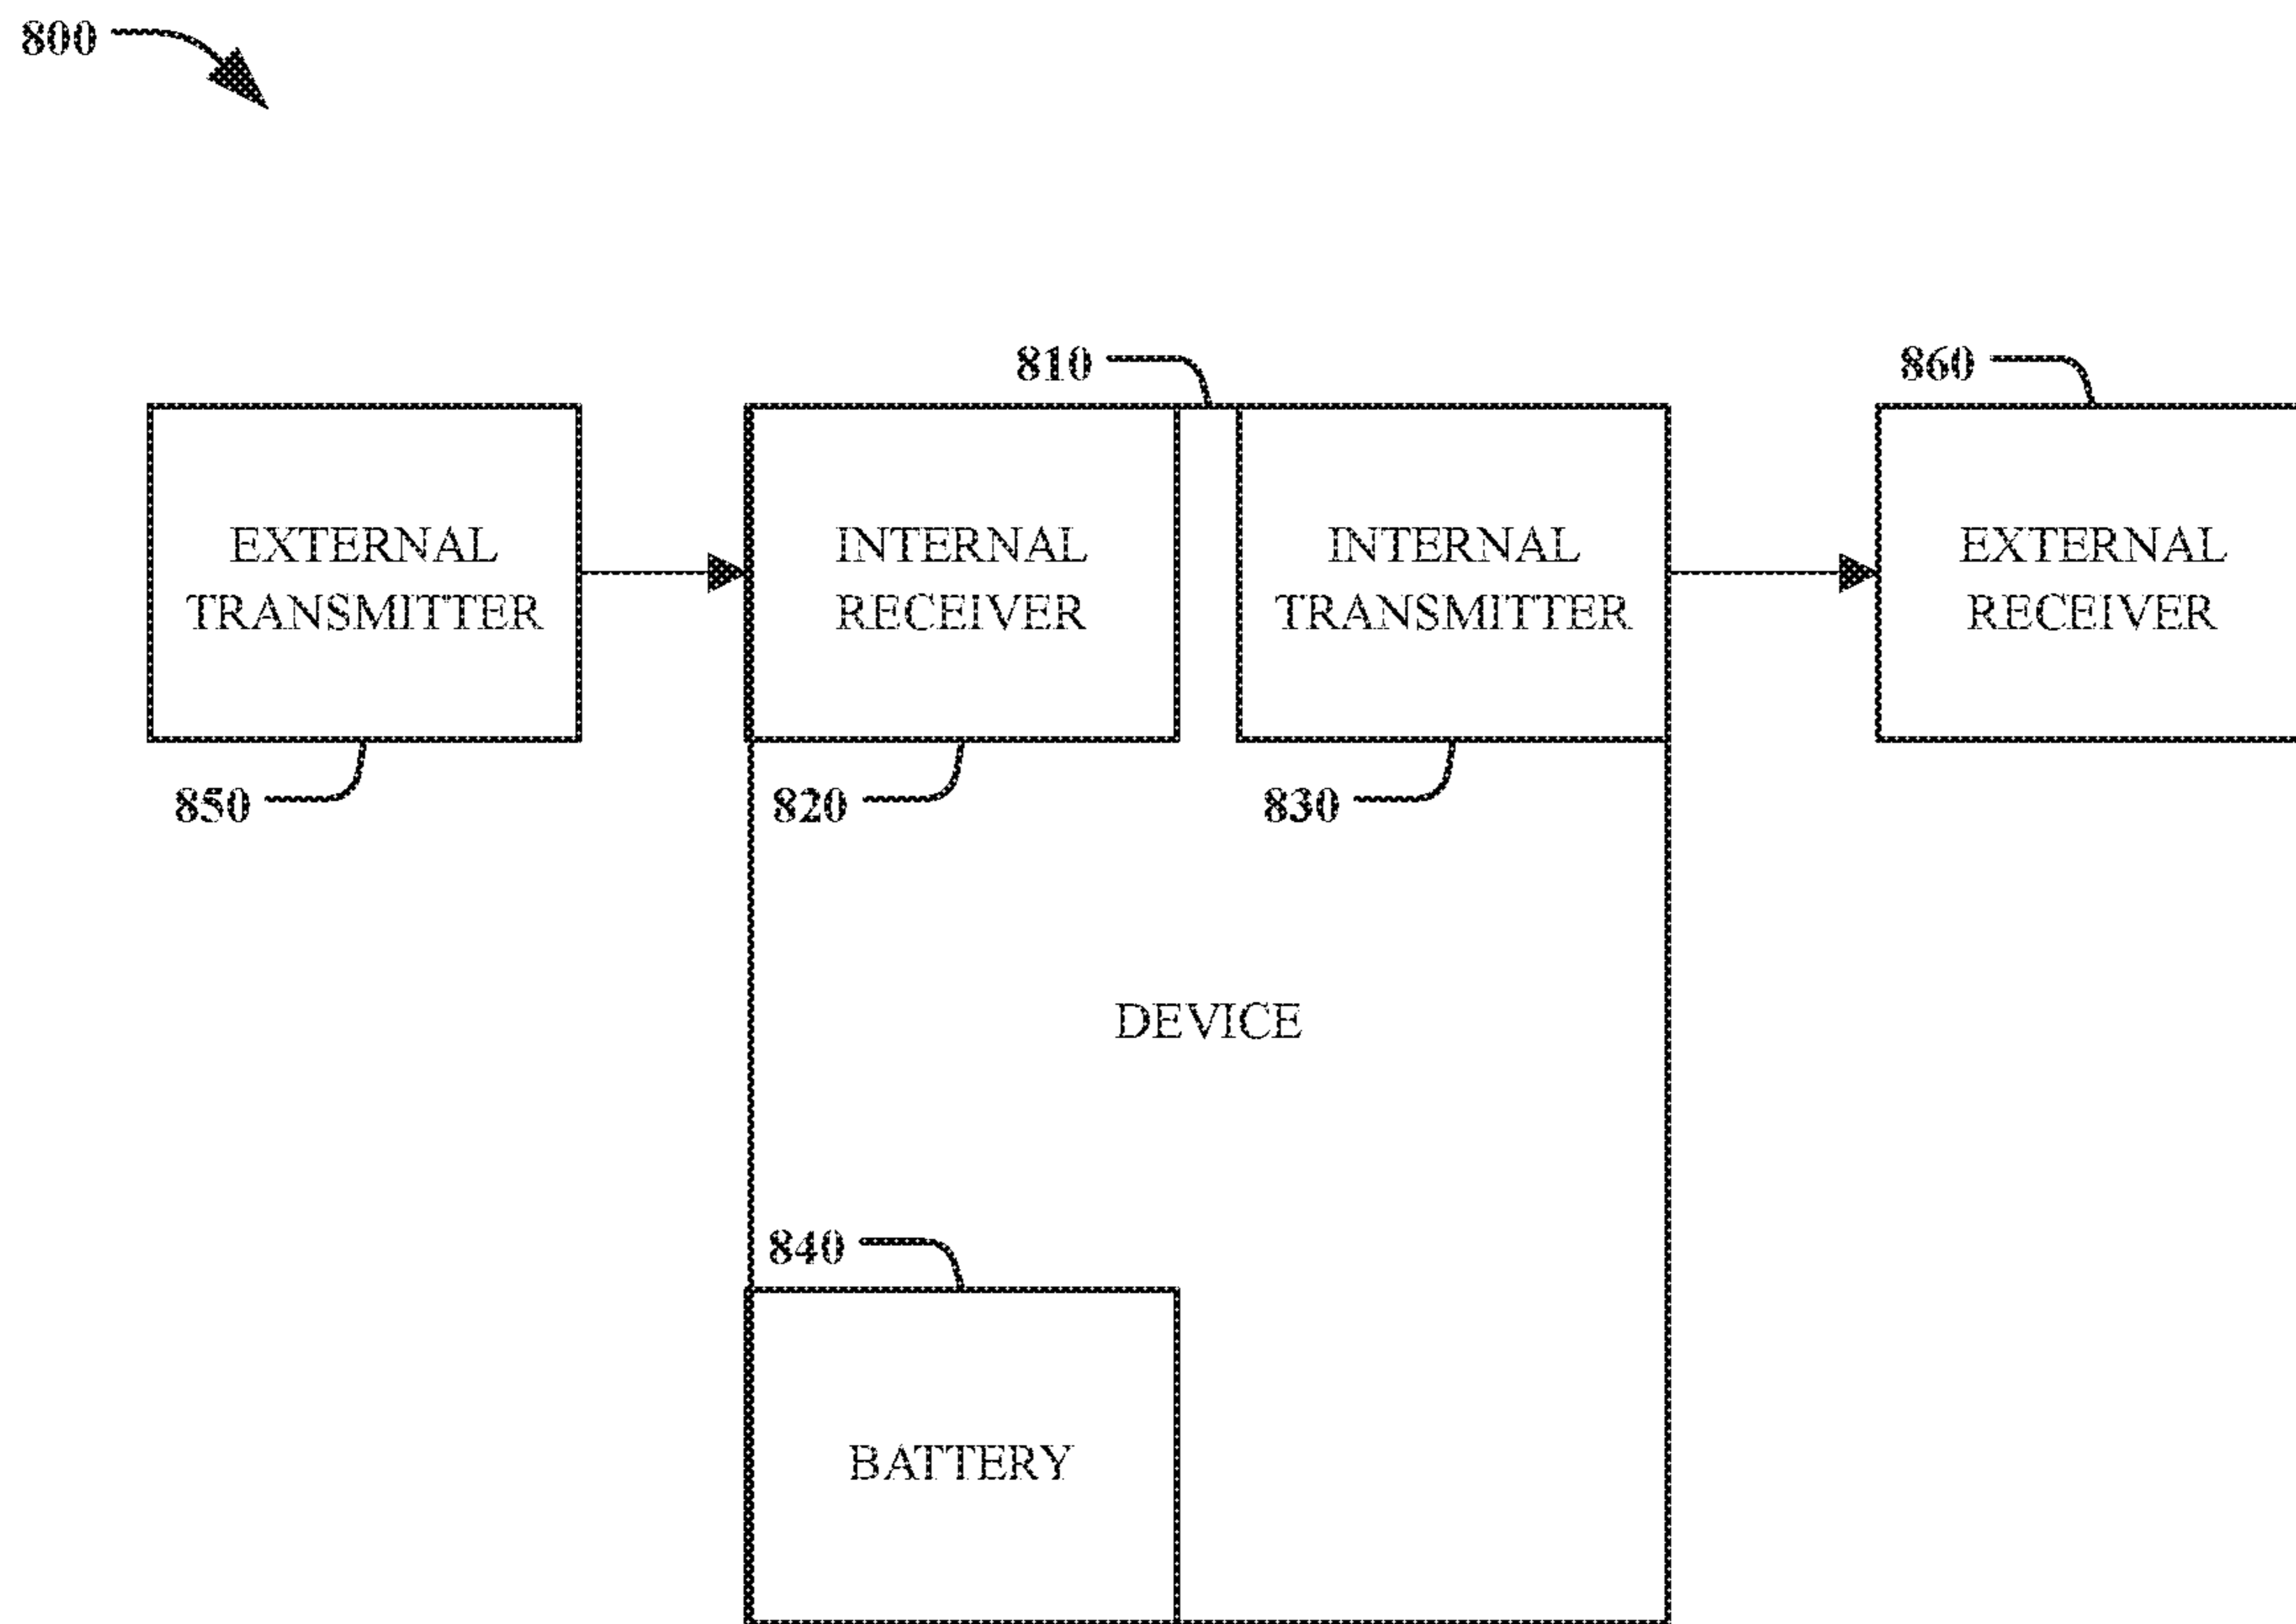 800
810
860
EXTERNAL
TRANSMITTER
INTERNAL
RECEIVER
INTERNAL
TRANSMITTER
EXTERNAL
RECEIVER
850
820
830
DEVICE
840
BATTERY